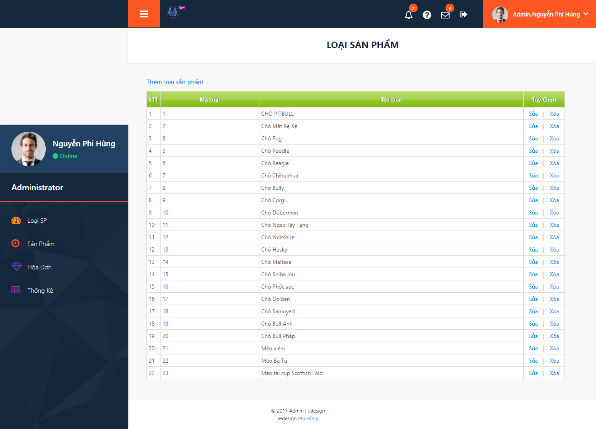 Admin.Nguyễn Phi Hùng
LOẠI SẢN PHẨM
Thêm loại sản phẩm
Nguyễn Phi Hùng
Online
Administrator
Loại SP
Sản Phẩm
Hóa Đơn
Thống Kê
STT Mã loại Tên loại Tùy Chọn
1 1 CHÓ PITBULL Sửa | Xóa
2 2 Chó Mặt Xệ Xệ Sửa | Xóa
3 3 Chó Pug Sửa | Xóa
4 5 Chó Poddle Sửa | Xóa
5 6 Chó Beagle Sửa | Xóa
6 7 Chó Chihuahua Sửa | Xóa
7 8 Chó Bully Sửa | Xóa
8 9 Chó Corgi Sửa | Xóa
9 10 Chó Doberman Sửa | Xóa
10 11 Chó Ngao Tây Tạng Sửa | Xóa
11 12 Chó Yorkshire Sửa | Xóa
12 13 Chó Husky Sửa | Xóa
13 14 Chó Maltese Sửa | Xóa
14 15 Chó Shiba Inu Sửa | Xóa
15 16 Chó Phốc sóc Sửa | Xóa
16 17 Chó Golden Sửa | Xóa
17 18 Chó Samoyed Sửa | Xóa
18 19 Chó Bull Anh Sửa | Xóa
19 20 Chó Bull Pháp Sửa | Xóa
20 21 Mèo xiêm Sửa | Xóa
21 22 Mèo Ba Tư Sửa | Xóa
22 23 Mèo tai cụp Scottish Fold Sửa | Xóa
© 2017 Admin | design
redesign Phi Hùng